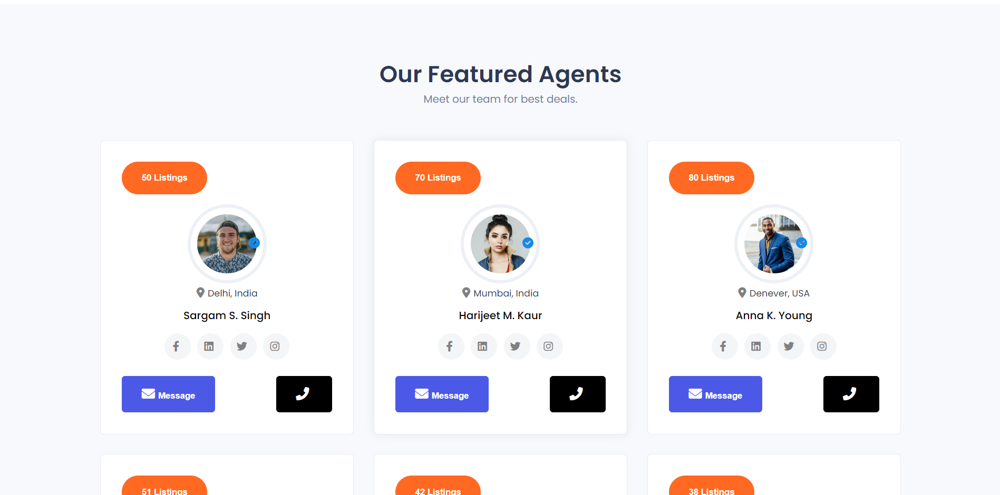 Our Featured Agents
Meet our team for best deals.
50 Listings
70 Listings
80 Listings
Delhi, India
Mumbai, India
Denever, USA
Sargam S. Singh
Harijeet M. Kaur
Anna K. Young
Message
Message
Message
51 Listings
42 Listings
38 Listings